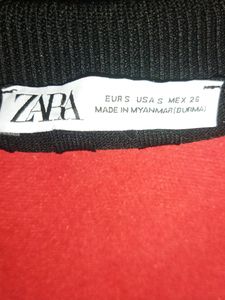 ZARA
EUR S USA S MEX 26
MADE IN MYANMAR(BURMA)